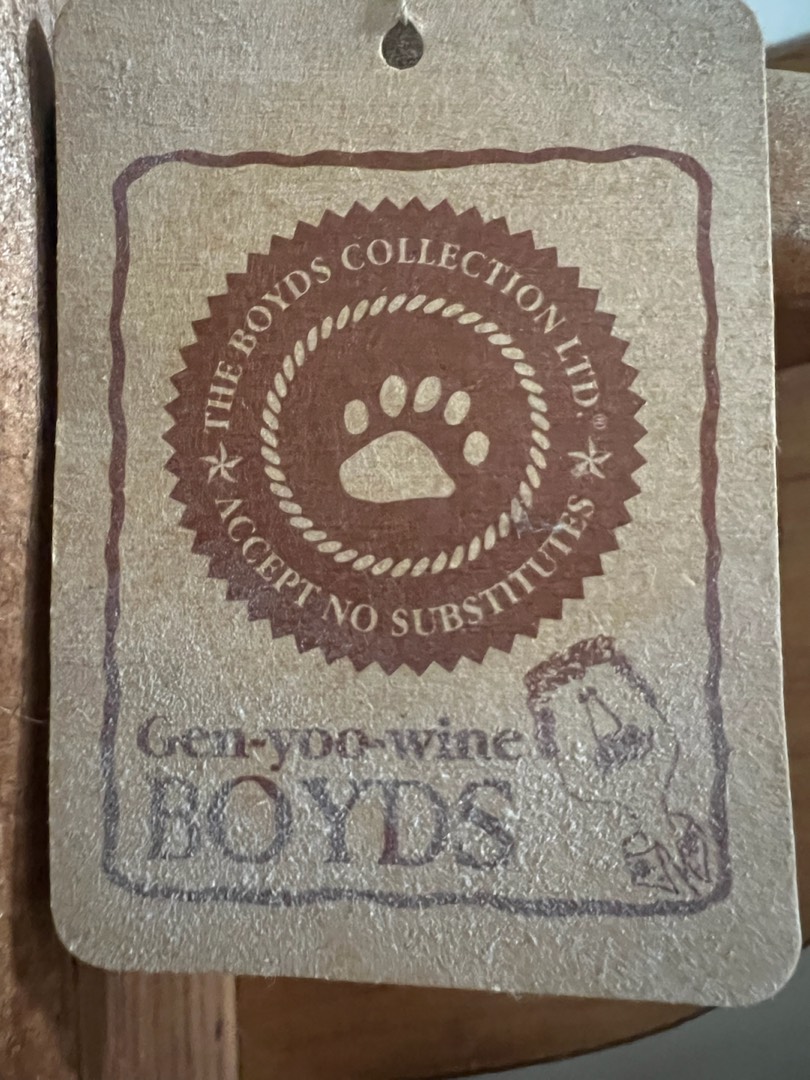 THE BOYDS COLLECTION LTD.®
ACCEPT NO SUBSTITUTES
Gen-yoo-wine
BOYDS